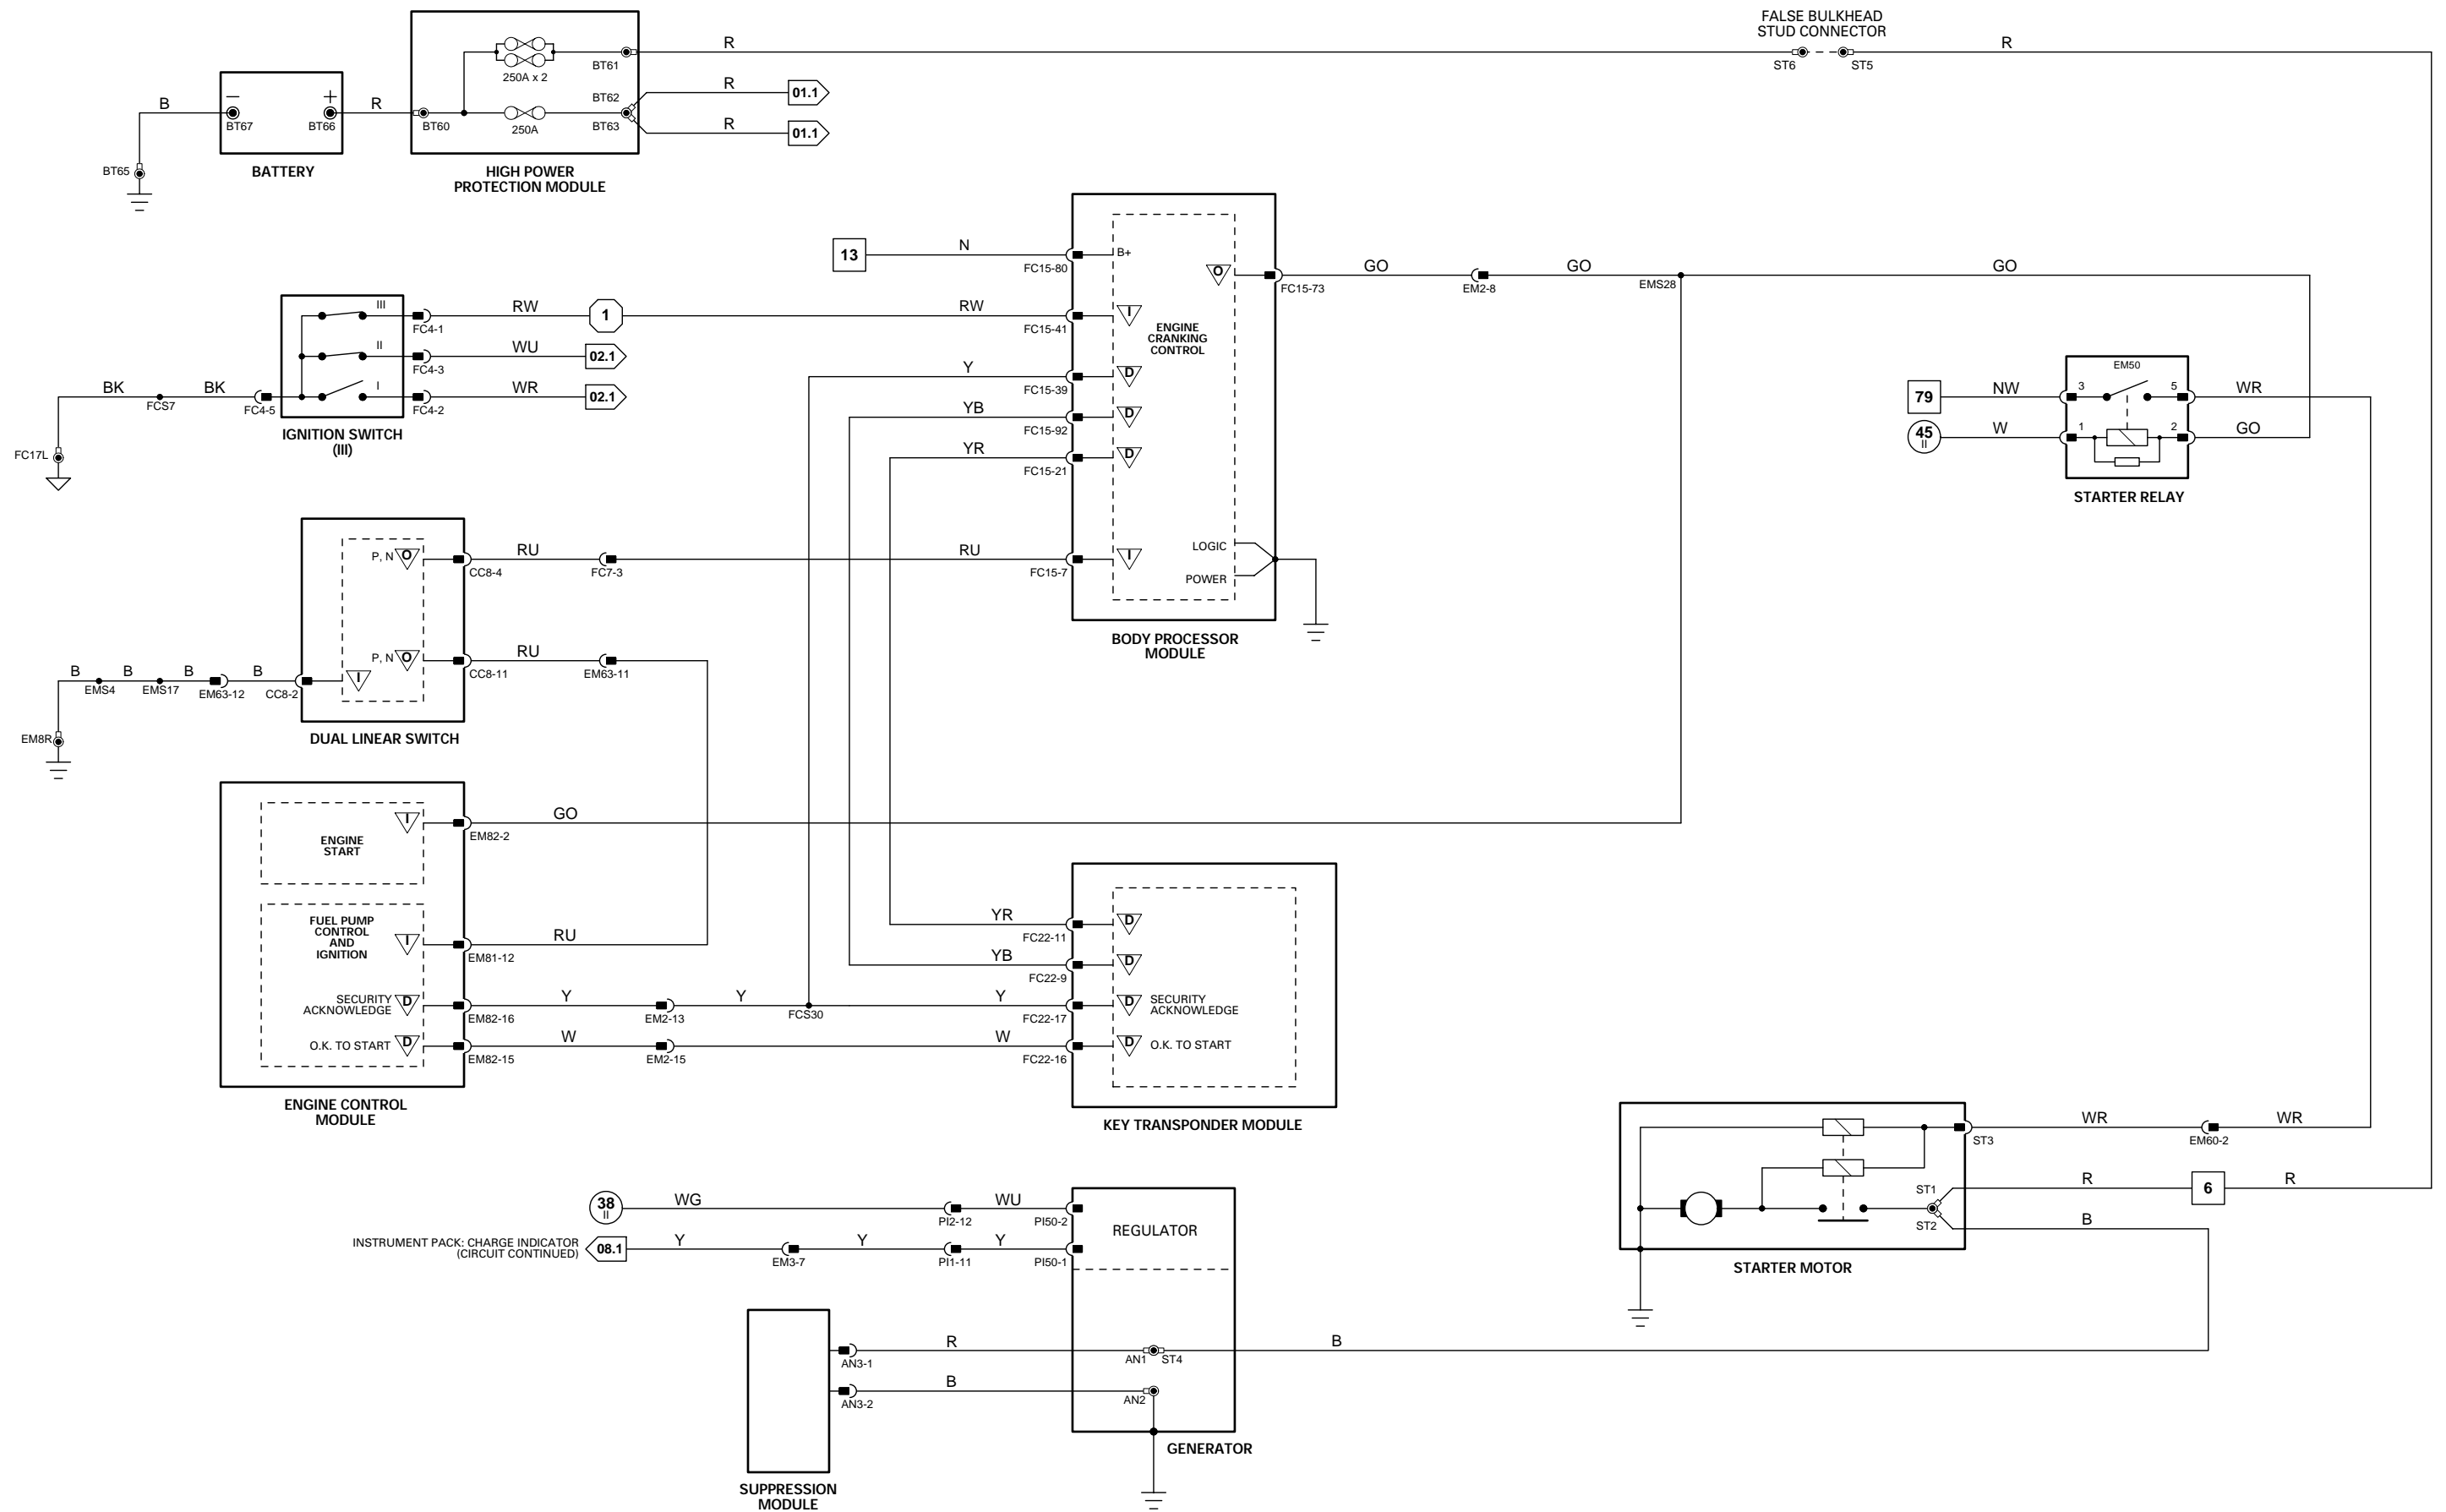 FALSE BULKHEAD
STUD CONNECTOR
R
R
ST6
ST5
BT61
250A x 2
R
BT62
01.1
B
−
+
R
BT67
BT66
BT60
250A
BT63
R
01.1
BT65
BATTERY
HIGH POWER
PROTECTION MODULE
13
N
B+
FC15-80
O
GO
GO
GO
FC15-73
EM2-8
EMS28
III
RW
1
RW
I
FC4-1
FC15-41
ENGINE
CRANKING
CONTROL
II
WU
02.1
FC4-3
Y
D
FC15-39
BK
BK
I
WR
02.1
FCS7
FC4-5
FC4-2
YB
D
FC15-92
IGNITION SWITCH
(III)
FC17L
YR
D
FC15-21
EM50
79
NW
3
5
WR
45
II
W
1
2
GO
STARTER RELAY
P, N
O
RU
RU
I
CC8-4
FC7-3
FC15-7
LOGIC
POWER
BODY PROCESSOR
MODULE
P, N
O
RU
CC8-11
EM63-11
B
B
B
B
I
EMS4
EMS17
EM63-12
CC8-2
EM8R
DUAL LINEAR SWITCH
I
GO
EM82-2
ENGINE
START
FUEL PUMP
CONTROL
AND
IGNITION
I
RU
EM81-12
YR
D
FC22-11
YB
D
FC22-9
SECURITY
ACKNOWLEDGE
D
Y
Y
Y
D
SECURITY
ACKNOWLEDGE
EM82-16
EM2-13
FCS30
FC22-17
O.K. TO START
D
W
W
D
O.K. TO START
EM82-15
EM2-15
FC22-16
ENGINE CONTROL
MODULE
KEY TRANSPONDER MODULE
WR
WR
ST3
EM60-2
ST1
R
6
R
ST2
B
STARTER MOTOR
38
II
WG
WU
PI2-12
PI50-2
REGULATOR
INSTRUMENT PACK: CHARGE INDICATOR
(CIRCUIT CONTINUED)
08.1
Y
Y
Y
EM3-7
PI1-11
PI50-1
R
B
AN3-1
AN1
ST4
B
AN3-2
AN2
GENERATOR
SUPPRESSION
MODULE